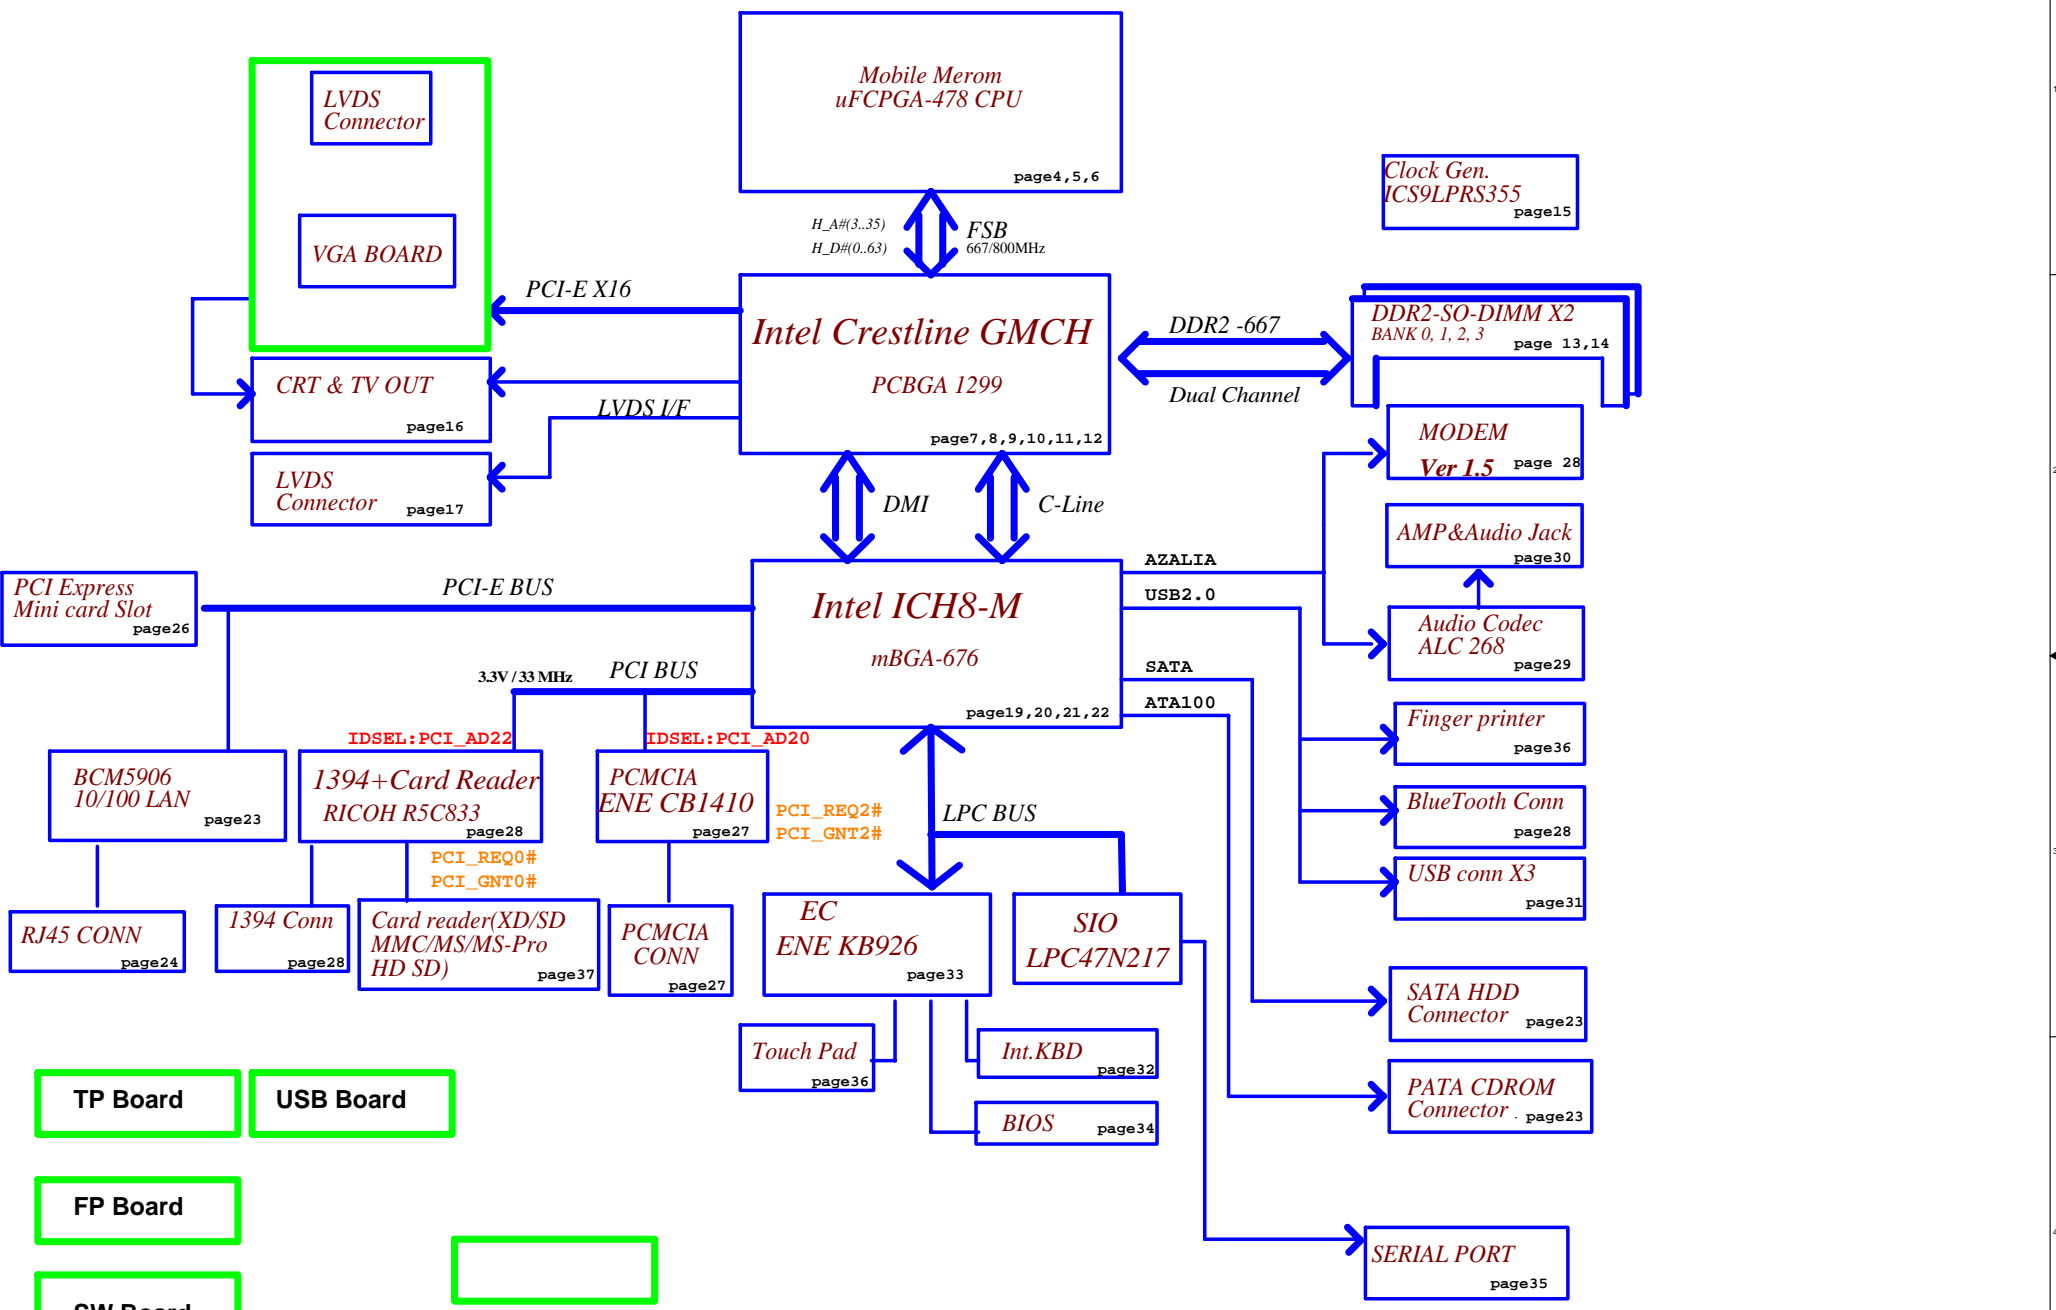 Mobile Merom
uFCPGA-478 CPU
page4,5,6
LVDS
Connector
VGA BOARD
Clock Gen.
ICS9LPRS355
page15
H_A#(3..35)
H_D#(0..63)
FSB
667/800MHz
PCI-E X16
Intel Crestline GMCH
PCBGA 1299
page7,8,9,10,11,12
DDR2 -667
Dual Channel
DDR2-SO-DIMM X2
BANK 0, 1, 2, 3
page 13,14
CRT & TV OUT
page16
LVDS I/F
LVDS
Connector
page17
MODEM
Ver 1.5 page 28
DMI
C-Line
AMP&Audio Jack
page30
PCI Express
Mini card Slot
page26
PCI-E BUS
Intel ICH8-M
mBGA-676
page19,20,21,22
AZALIA
USB2.0
SATA
ATA100
Audio Codec
ALC 268
page29
3.3V / 33 MHz
PCI BUS
IDSEL:PCI_AD22
IDSEL:PCI_AD20
Finger printer
page36
BCM5906
10/100 LAN
page23
1394+Card Reader
RICOH R5C833
page28
PCMCIA
ENE CB1410
page27
PCI_REQ2#
PCI_GNT2#
LPC BUS
BlueTooth Conn
page28
PCI_REQ0#
PCI_GNT0#
USB conn X3
page31
RJ45 CONN
page24
1394 Conn
page28
Card reader(XD/SD
MMC/MS/MS-Pro
HD SD)
page37
PCMCIA
CONN
page27
EC
ENE KB926
page33
SIO
LPC47N217
SATA HDD
Connector page23
Touch Pad
page36
Int.KBD
page32
BIOS page34
PATA CDROM
Connector . page23
TP Board
USB Board
FP Board
SERIAL PORT
page35
SW Board
1
2
3
4